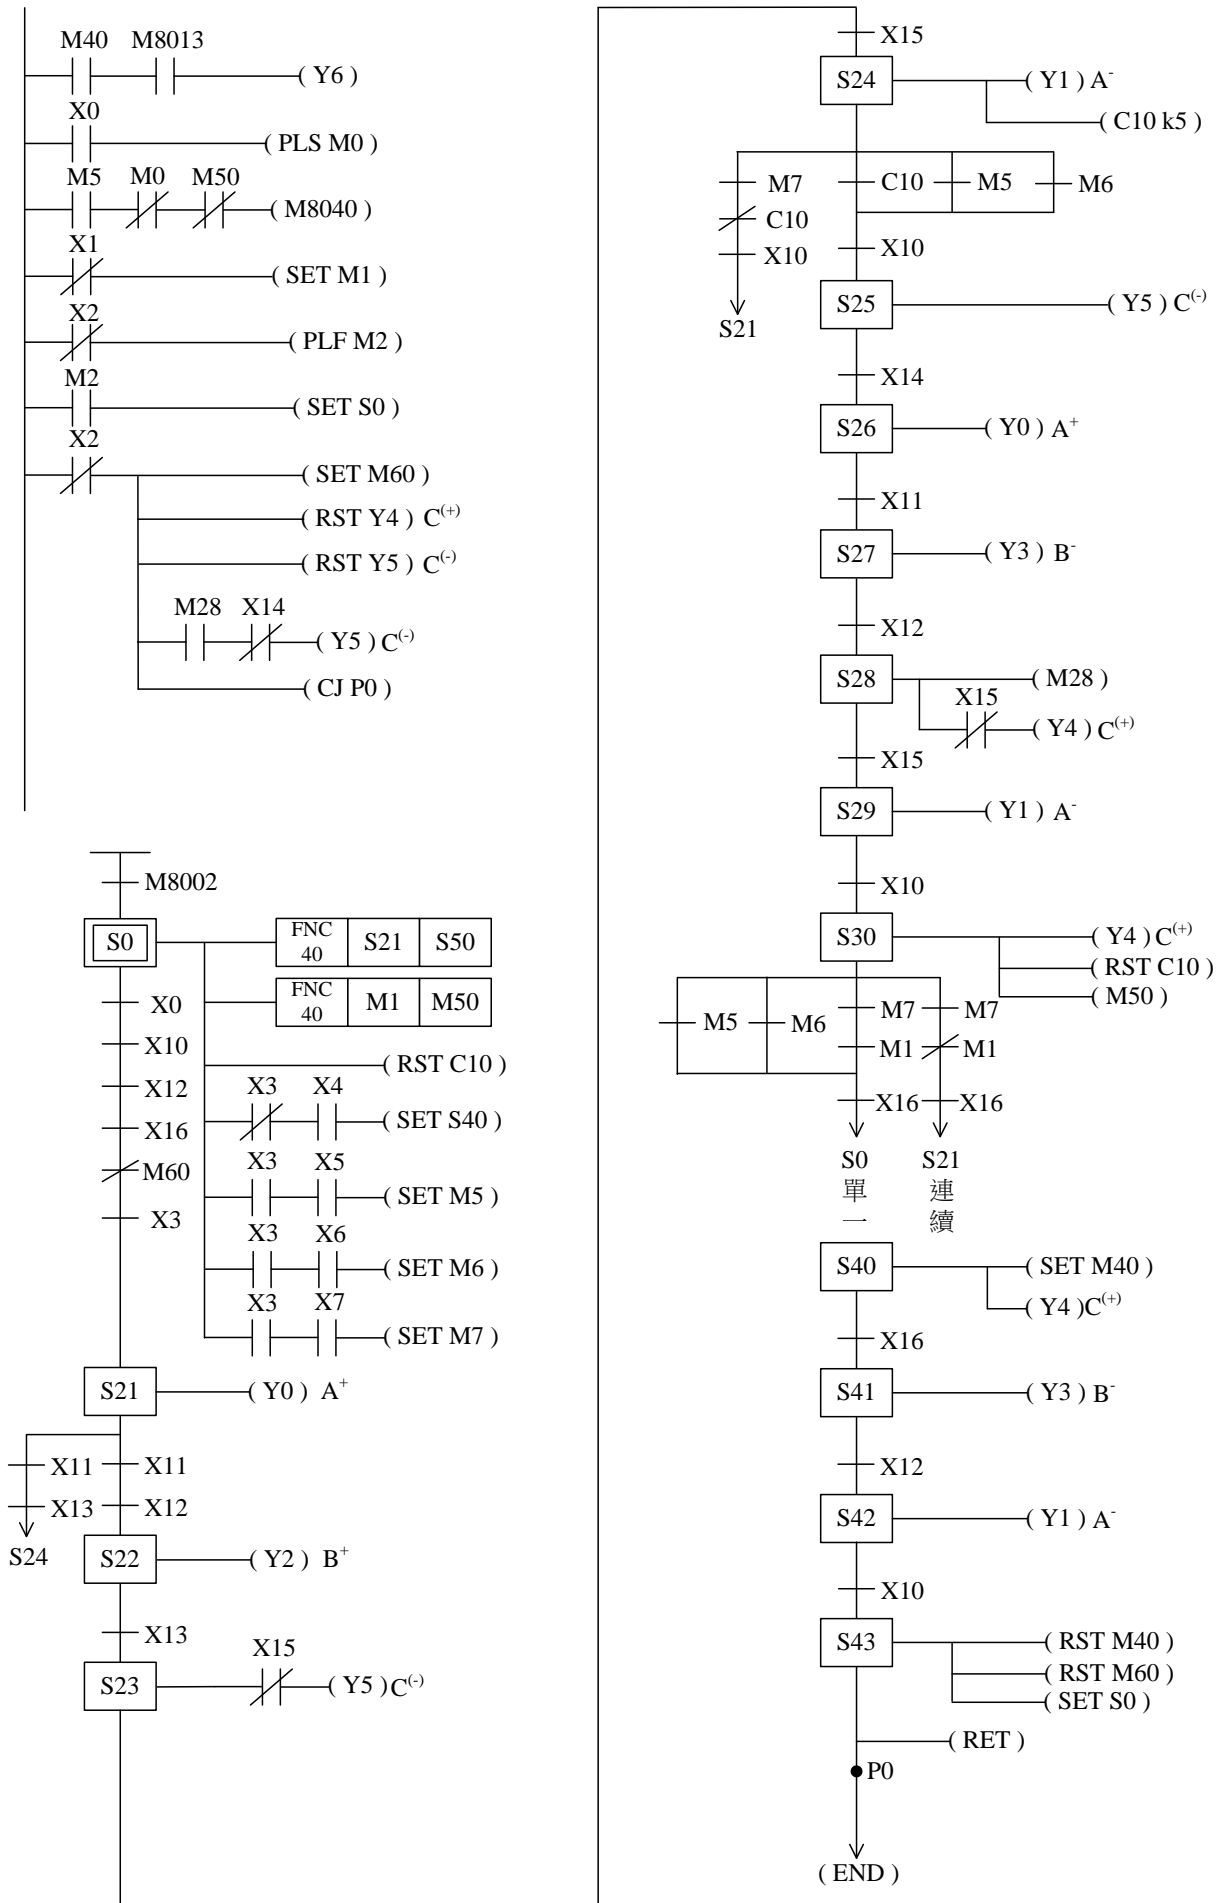 M40 M8013
( Y6 )
X0
( PLS M0 )
M5 M0 M50
( M8040 )
X1
( SET M1 )
X2
( PLF M2 )
M2
( SET S0 )
X2
( SET M60 )
( RST Y4 ) C(+)
( RST Y5 ) C(-)
M28 X14
( Y5 ) C(-)
( CJ P0 )
M8002
S0
FNC 40 S21 S50
X0
FNC 40 M1 M50
X10
( RST C10 )
X12
X3 X4
X16
( SET S40 )
M60
X3 X5
( SET M5 )
X3
X3 X6
( SET M6 )
X3 X7
( SET M7 )
S21
( Y0 ) A+
X11 X11
X13 X12
S24
S22
( Y2 ) B+
X13
X15
S23
( Y5 ) C(-)
X15
S24
( Y1 ) A-
( C10 k5 )
M7 C10 M5 M6
C10
X10 X10
S21
S25
( Y5 ) C(-)
X14
S26
( Y0 ) A+
X11
S27
( Y3 ) B-
X12
S28
( M28 )
X15
( Y4 ) C(+)
X15
S29
( Y1 ) A-
X10
S30
( Y4 ) C(+)
( RST C10 )
( M50 )
M5 M6 M7 M7
M1 M1
X16 X16
S0 S21
單一 連續
S40
( SET M40 )
( Y4 ) C(+)
X16
S41
( Y3 ) B-
X12
S42
( Y1 ) A-
X10
S43
( RST M40 )
( RST M60 )
( SET S0 )
( RET )
P0
( END )